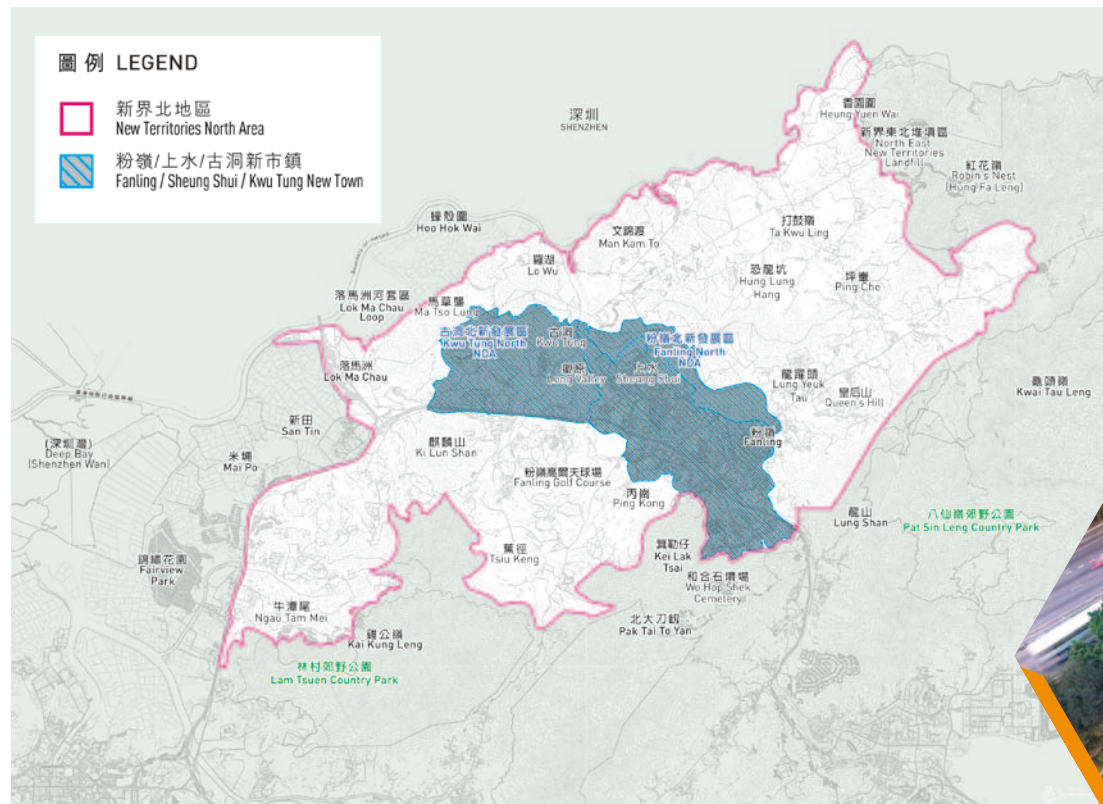 圖例 LEGEND
新界北地區
New Territories North Area
粉嶺/上水/古洞新市鎮
Fanling / Sheung Shui / Kwu Tung New Town
深圳
SHENZHEN
香園圍
Heung Yuen Wai
新界東北堆填區
North East
New Territories
Landfill
紅花嶺
Robin's Nest
(Hung Fa Leng)
蠔殼圍
Hoo Hok Wai
文錦渡
Man Kam To
打鼓嶺
Ta Kwu Ling
羅湖
Lo Wu
恐龍坑
Hung Lung
Hang
坪輋
Ping Che
落馬洲河套區
Lok Ma Chau
Loop
馬草壟
Ma Tso Lung
古洞北新發展區
Kwu Tung North
NDA
古洞
Kwu Tung
粉嶺北新發展區
Fanling North
NDA
塱原
Long Valley
上水
Sheung Shui
落馬洲
Lok Ma Chau
龍躍頭
Lung Yeuk
Tau
皇后山
Queen's Hill
龜頭嶺
Kwai Tau Leng
新田
San Tin
(深圳灣)
Deep Bay
(Shenzhen Wan)
米埔
Mai Po
麒麟山
Ki Lun Shan
粉嶺
Fanling
粉嶺高爾夫球場
Fanling Golf Course
丙崗
Ping Kong
龍山
Lung Shan
八仙嶺郊野公園
Pat Sin Leng Country Park
錦繡花園
Fairview
Park
蕉徑
Tsiu Keng
箕勒仔
Kei Lak
Tsai
和合石墳場
Wo Hop Shek
Cemetery
牛潭尾
Ngau Tam Mei
北大刀屻
Pak Tai To Yan
雞公嶺
Kai Kung Leng
林村郊野公園
Lam Tsuen Country Park